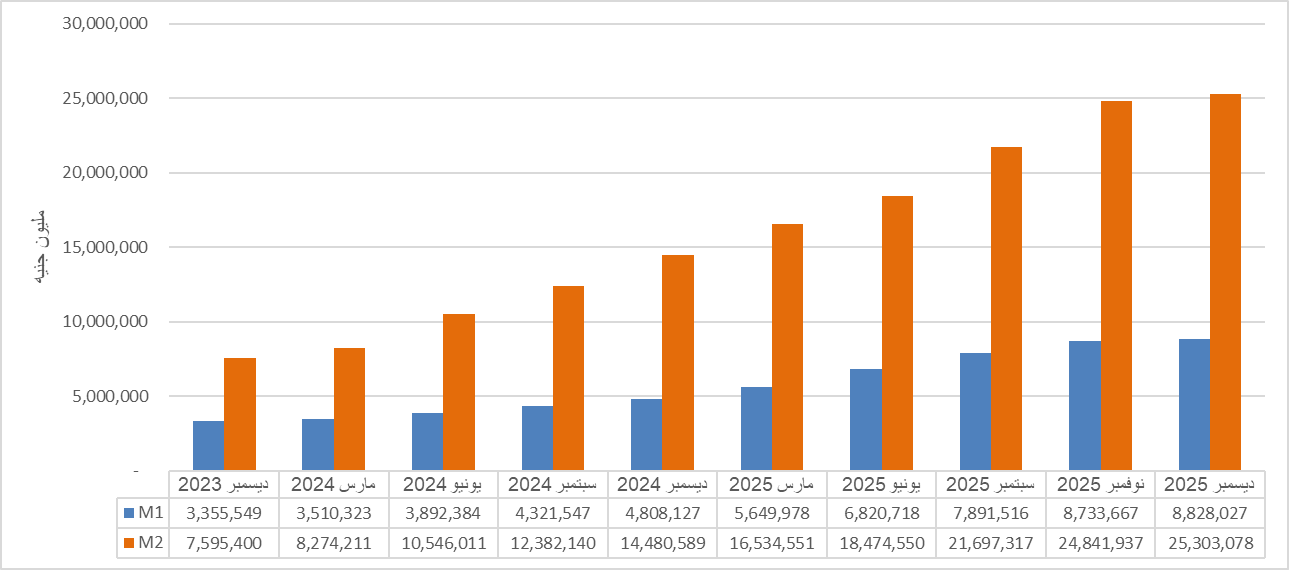 30,000,000
25,000,000
20,000,000
15,000,000
10,000,000
5,000,000
-
مليون جنيه
ديسمبر 2023 مارس 2024 يونيو 2024 سبتمبر 2024 ديسمبر 2024 مارس 2025 يونيو 2025 سبتمبر 2025 نوفمبر 2025 ديسمبر 2025
M1 3,355,549 3,510,323 3,892,384 4,321,547 4,808,127 5,649,978 6,820,718 7,891,516 8,733,667 8,828,027
M2 7,595,400 8,274,211 10,546,011 12,382,140 14,480,589 16,534,551 18,474,550 21,697,317 24,841,937 25,303,078